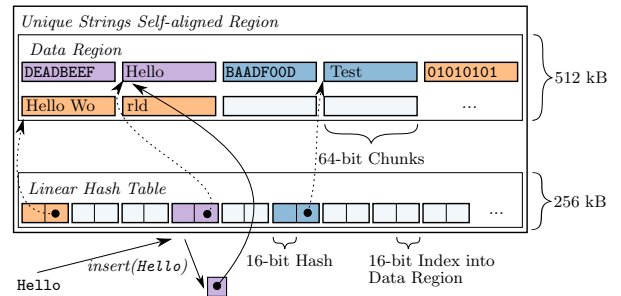 Unique Strings Self-aligned Region
Data Region
DEADBEEF Hello BAADF00D Test 01010101
512 kB
Hello Wo rld ...
64-bit Chunks
Linear Hash Table
256 kB
...
insert(Hello) 16-bit Hash 16-bit Index into
Data Region
Hello